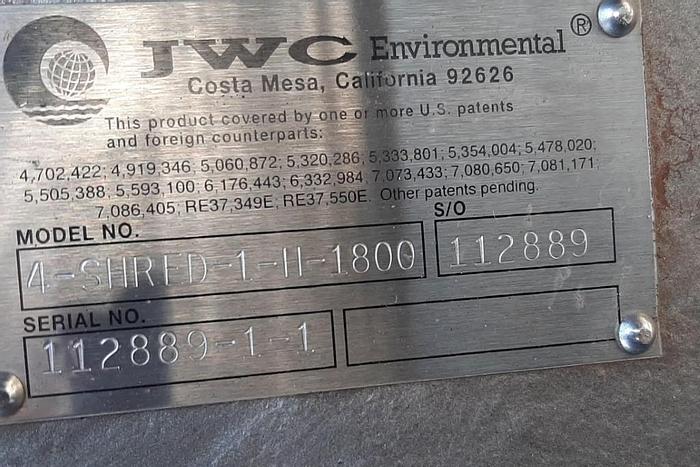 JWC Environmental®
Costa Mesa, California 92626
This product covered by one or more U.S. patents
and foreign counterparts:
4,702,422; 4,919,346; 5,060,872; 5,320,286; 5,333,801; 5,354,004; 5,478,020;
5,505,388; 5,593,100; 6,176,443; 6,332,984; 7,073,433; 7,080,650; 7,081,171;
7,086,405; RE37,349E; RE37,550E. Other patents pending.
MODEL NO. S/O
4-SHRED-1-H-1800 112889
SERIAL NO.
112889-1-1